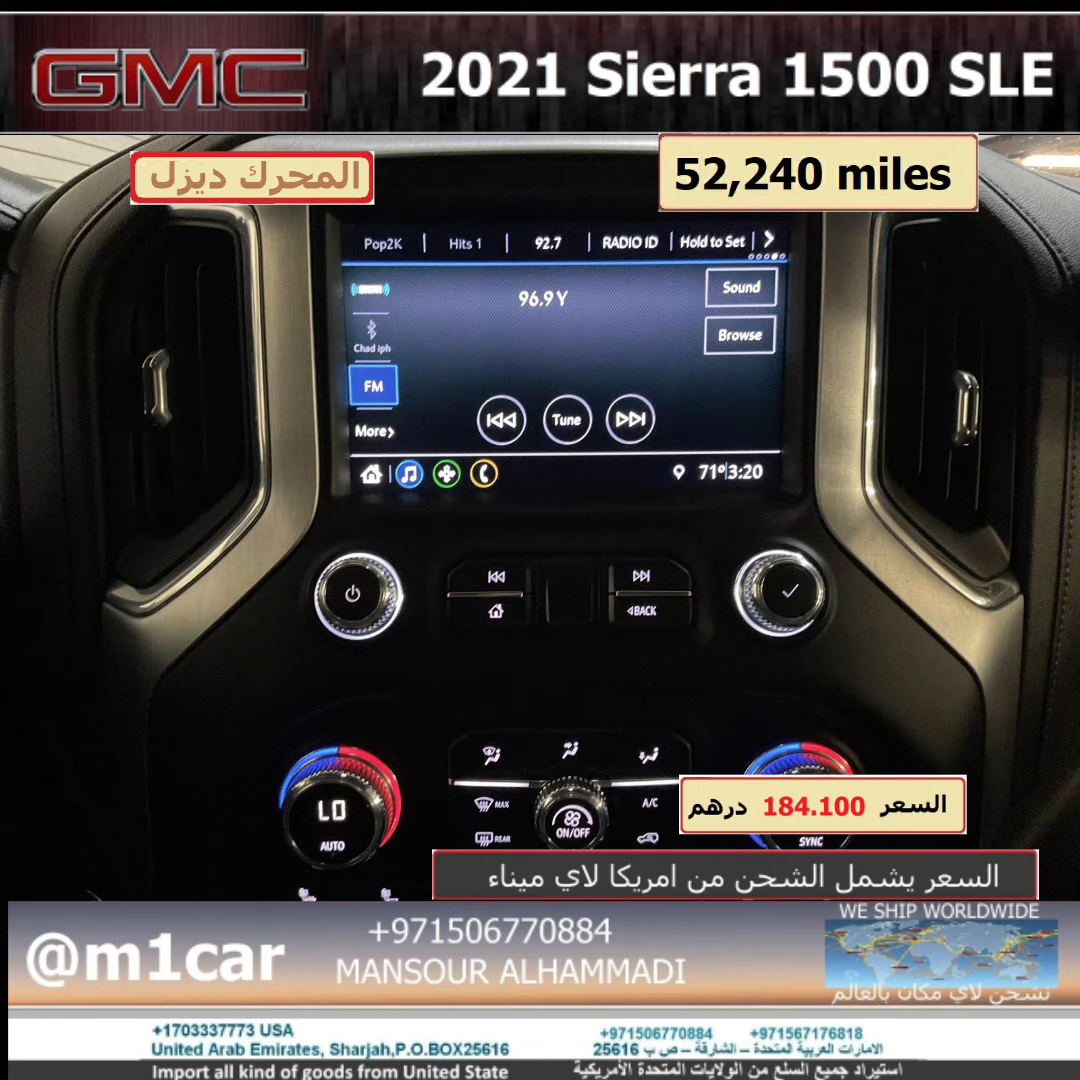 GMC
2021 Sierra 1500 SLE
المحرك ديزل
52,240 miles
Pop2K | Hits 1 | 92.7 | RADIO ID | Hold to Set
96.9 Y
Sound
Browse
Chad iph
FM
More
Tune
71° 3:20
BACK
LO
AUTO
MAX
REAR
ON/OFF
A/C
SYNC
السعر 184.100 درهم
السعر يشمل الشحن من امريكا لاي ميناء
@m1car
+971506770884
MANSOUR ALHAMMADI
WE SHIP WORLDWIDE
نشحن لاي مكان بالعالم
+1703337773 USA
United Arab Emirates, Sharjah,P.O.BOX25616
Import all kind of goods from United State
+971506770884 +971567176818
الامارات العربية المتحدة – الشارقة – ص ب 25616
استيراد جميع السلع من الولايات المتحدة الأمريكية